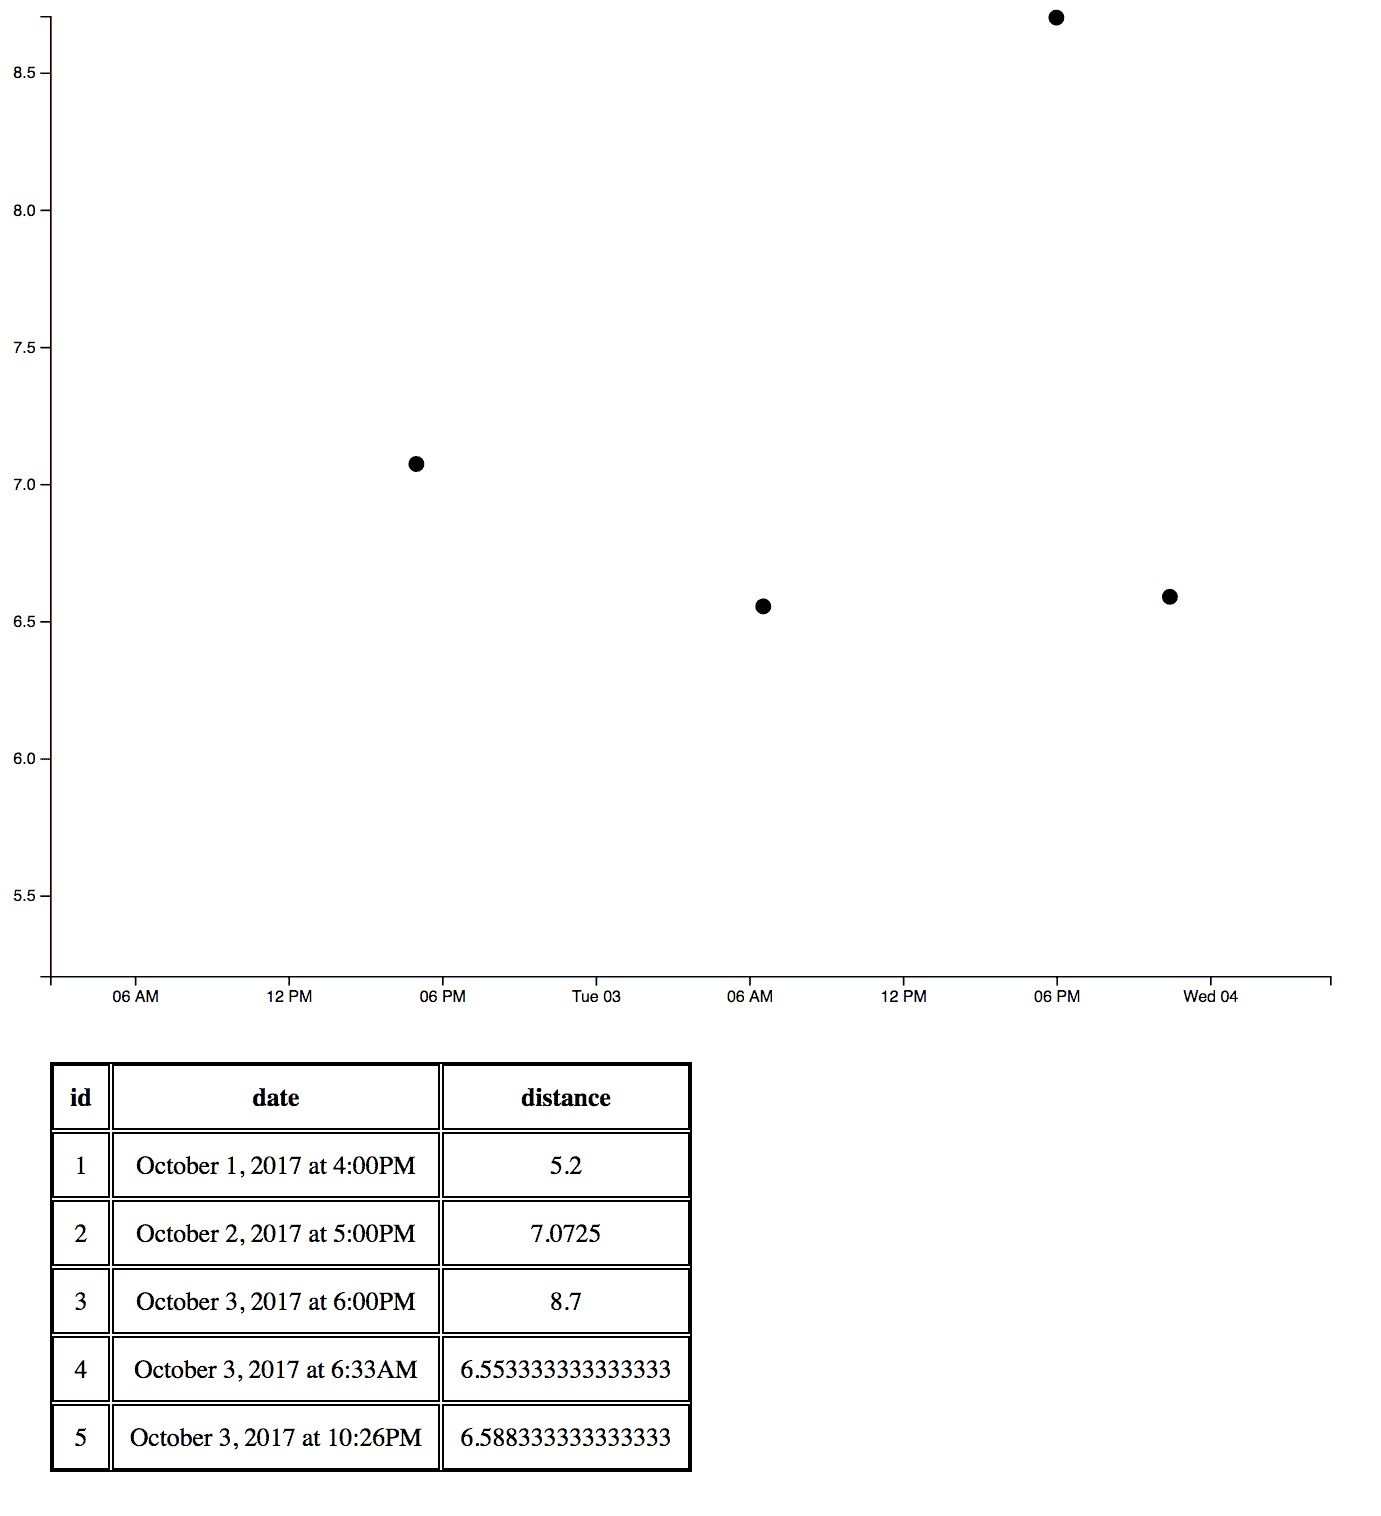 8.5
8.0
7.5
7.0
6.5
6.0
5.5
06 AM 12 PM 06 PM Tue 03 06 AM 12 PM 06 PM Wed 04
id date distance
1 October 1, 2017 at 4:00PM 5.2
2 October 2, 2017 at 5:00PM 7.0725
3 October 3, 2017 at 6:00PM 8.7
4 October 3, 2017 at 6:33AM 6.553333333333333
5 October 3, 2017 at 10:26PM 6.588333333333333